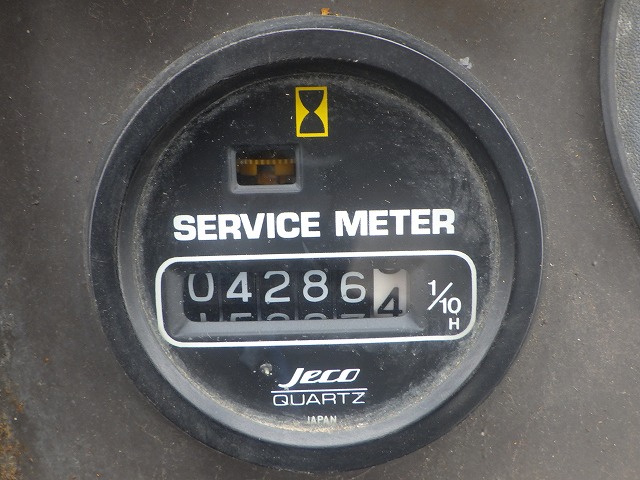 SERVICE METER
042864 1/10
H
Jeco
QUARTZ
JAPAN